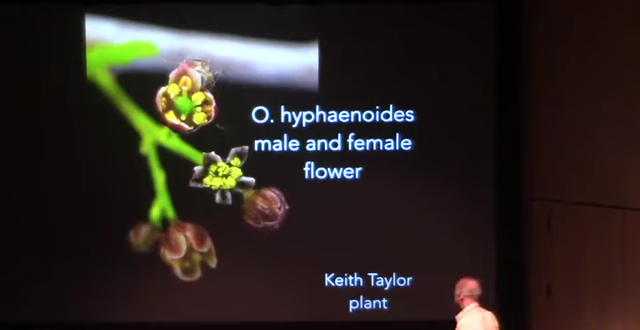 O. hyphaenoides
male and female
flower
Keith Taylor
plant